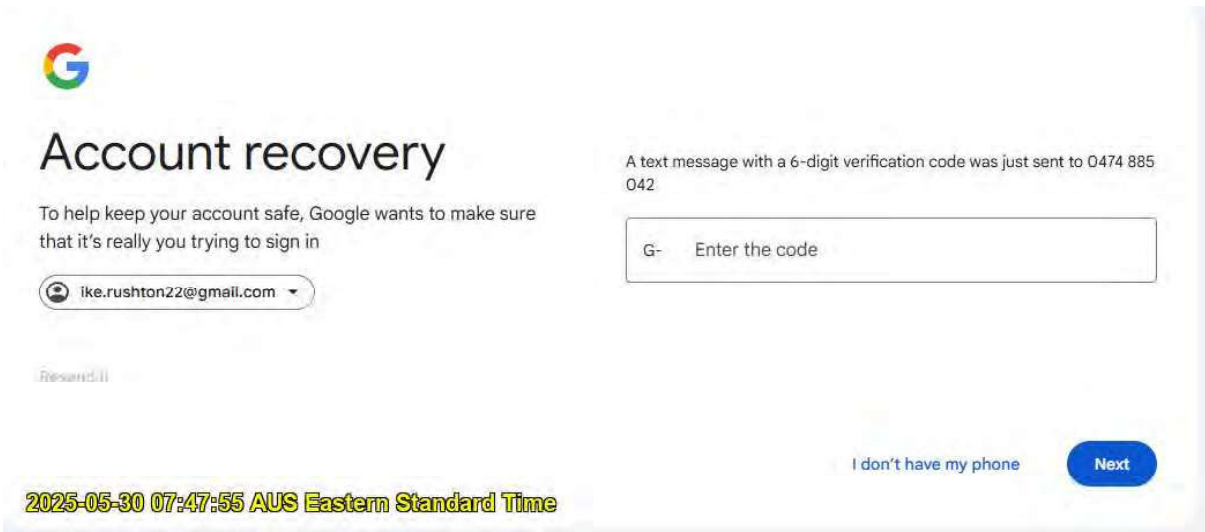 Account recovery
To help keep your account safe, Google wants to make sure
that it's really you trying to sign in
ike.rushton22@gmail.com
A text message with a 6-digit verification code was just sent to 0474 885
042
G- Enter the code
Resend it
I don't have my phone
Next
2025-05-30 07:47:55 AUS Eastern Standard Time